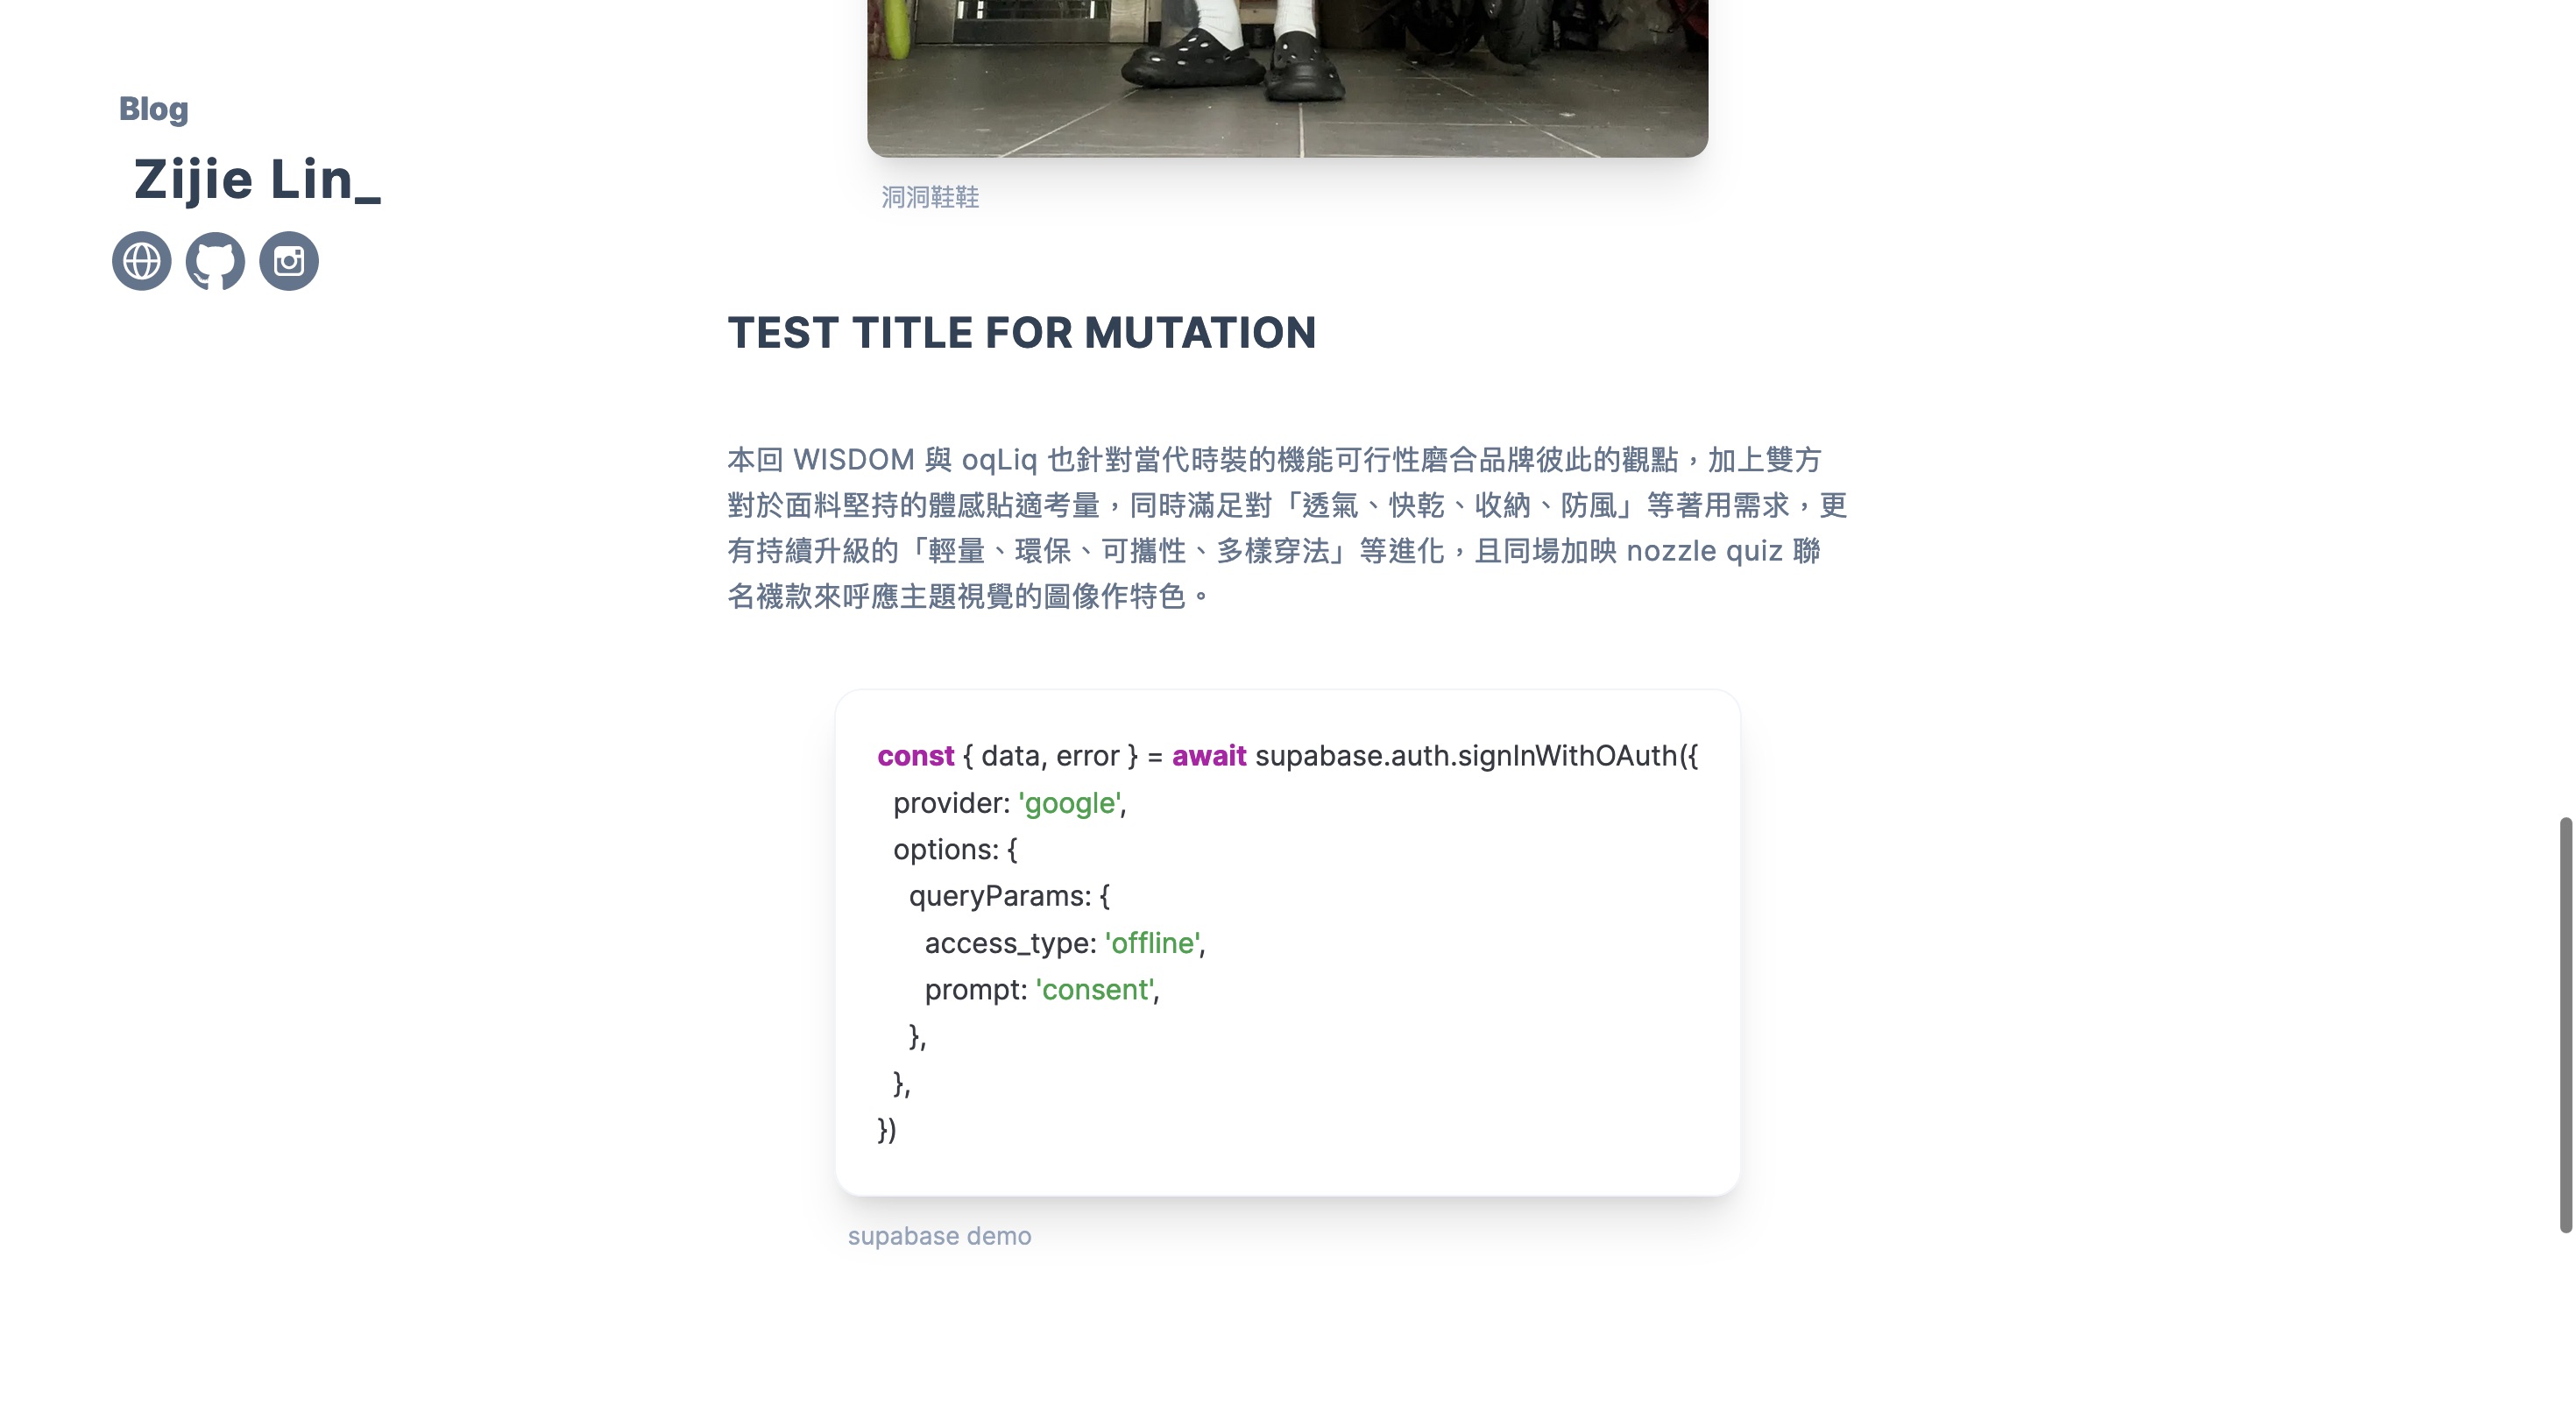 Blog
Zijie Lin_
洞洞鞋鞋
TEST TITLE FOR MUTATION
本回 WISDOM 與 oqLiq 也針對當代時裝的機能可行性磨合品牌彼此的觀點，加上雙方
對於面料堅持的體感貼適考量，同時滿足對「透氣、快乾、收納、防風」等著用需求，更
有持續升級的「輕量、環保、可攜性、多樣穿法」等進化，且同場加映 nozzle quiz 聯
名襪款來呼應主題視覺的圖像作特色。
const { data, error } = await supabase.auth.signInWithOAuth({
  provider: 'google',
  options: {
    queryParams: {
      access_type: 'offline',
      prompt: 'consent',
    },
  },
})
supabase demo